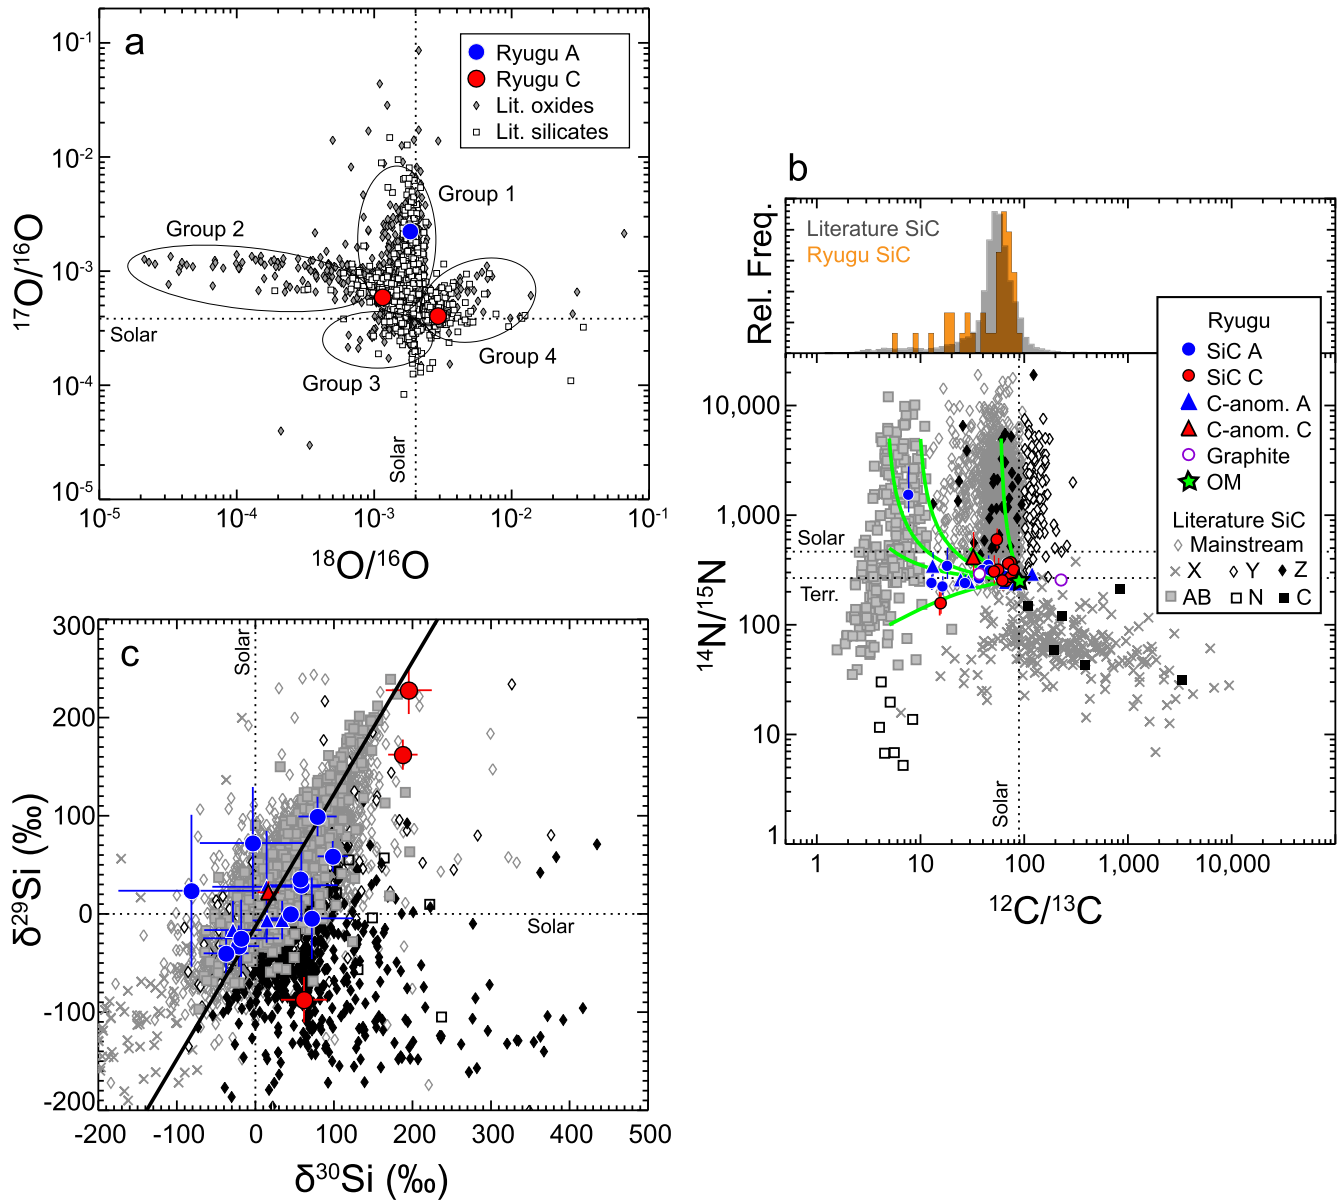 a
10⁻¹
10⁻²
10⁻³
10⁻⁴
10⁻⁵
¹⁷O/¹⁶O
Ryugu A
Ryugu C
Lit. oxides
Lit. silicates
Group 1
Group 2
Group 3
Group 4
Solar
Solar
10⁻⁵ 10⁻⁴ 10⁻³ 10⁻² 10⁻¹
¹⁸O/¹⁶O
b
Rel. Freq.
Literature SiC
Ryugu SiC
10,000
1,000
100
10
1
¹⁴N/¹⁵N
Solar
Terr.
Solar
1 10 100 1,000 10,000
¹²C/¹³C
Ryugu
SiC A
SiC C
C-anom. A
C-anom. C
Graphite
OM
Literature SiC
Mainstream
X Y Z
AB N C
c
300
200
100
0
-100
-200
δ²⁹Si (‰)
Solar
Solar
-200 -100 0 100 200 300 400 500
δ³⁰Si (‰)